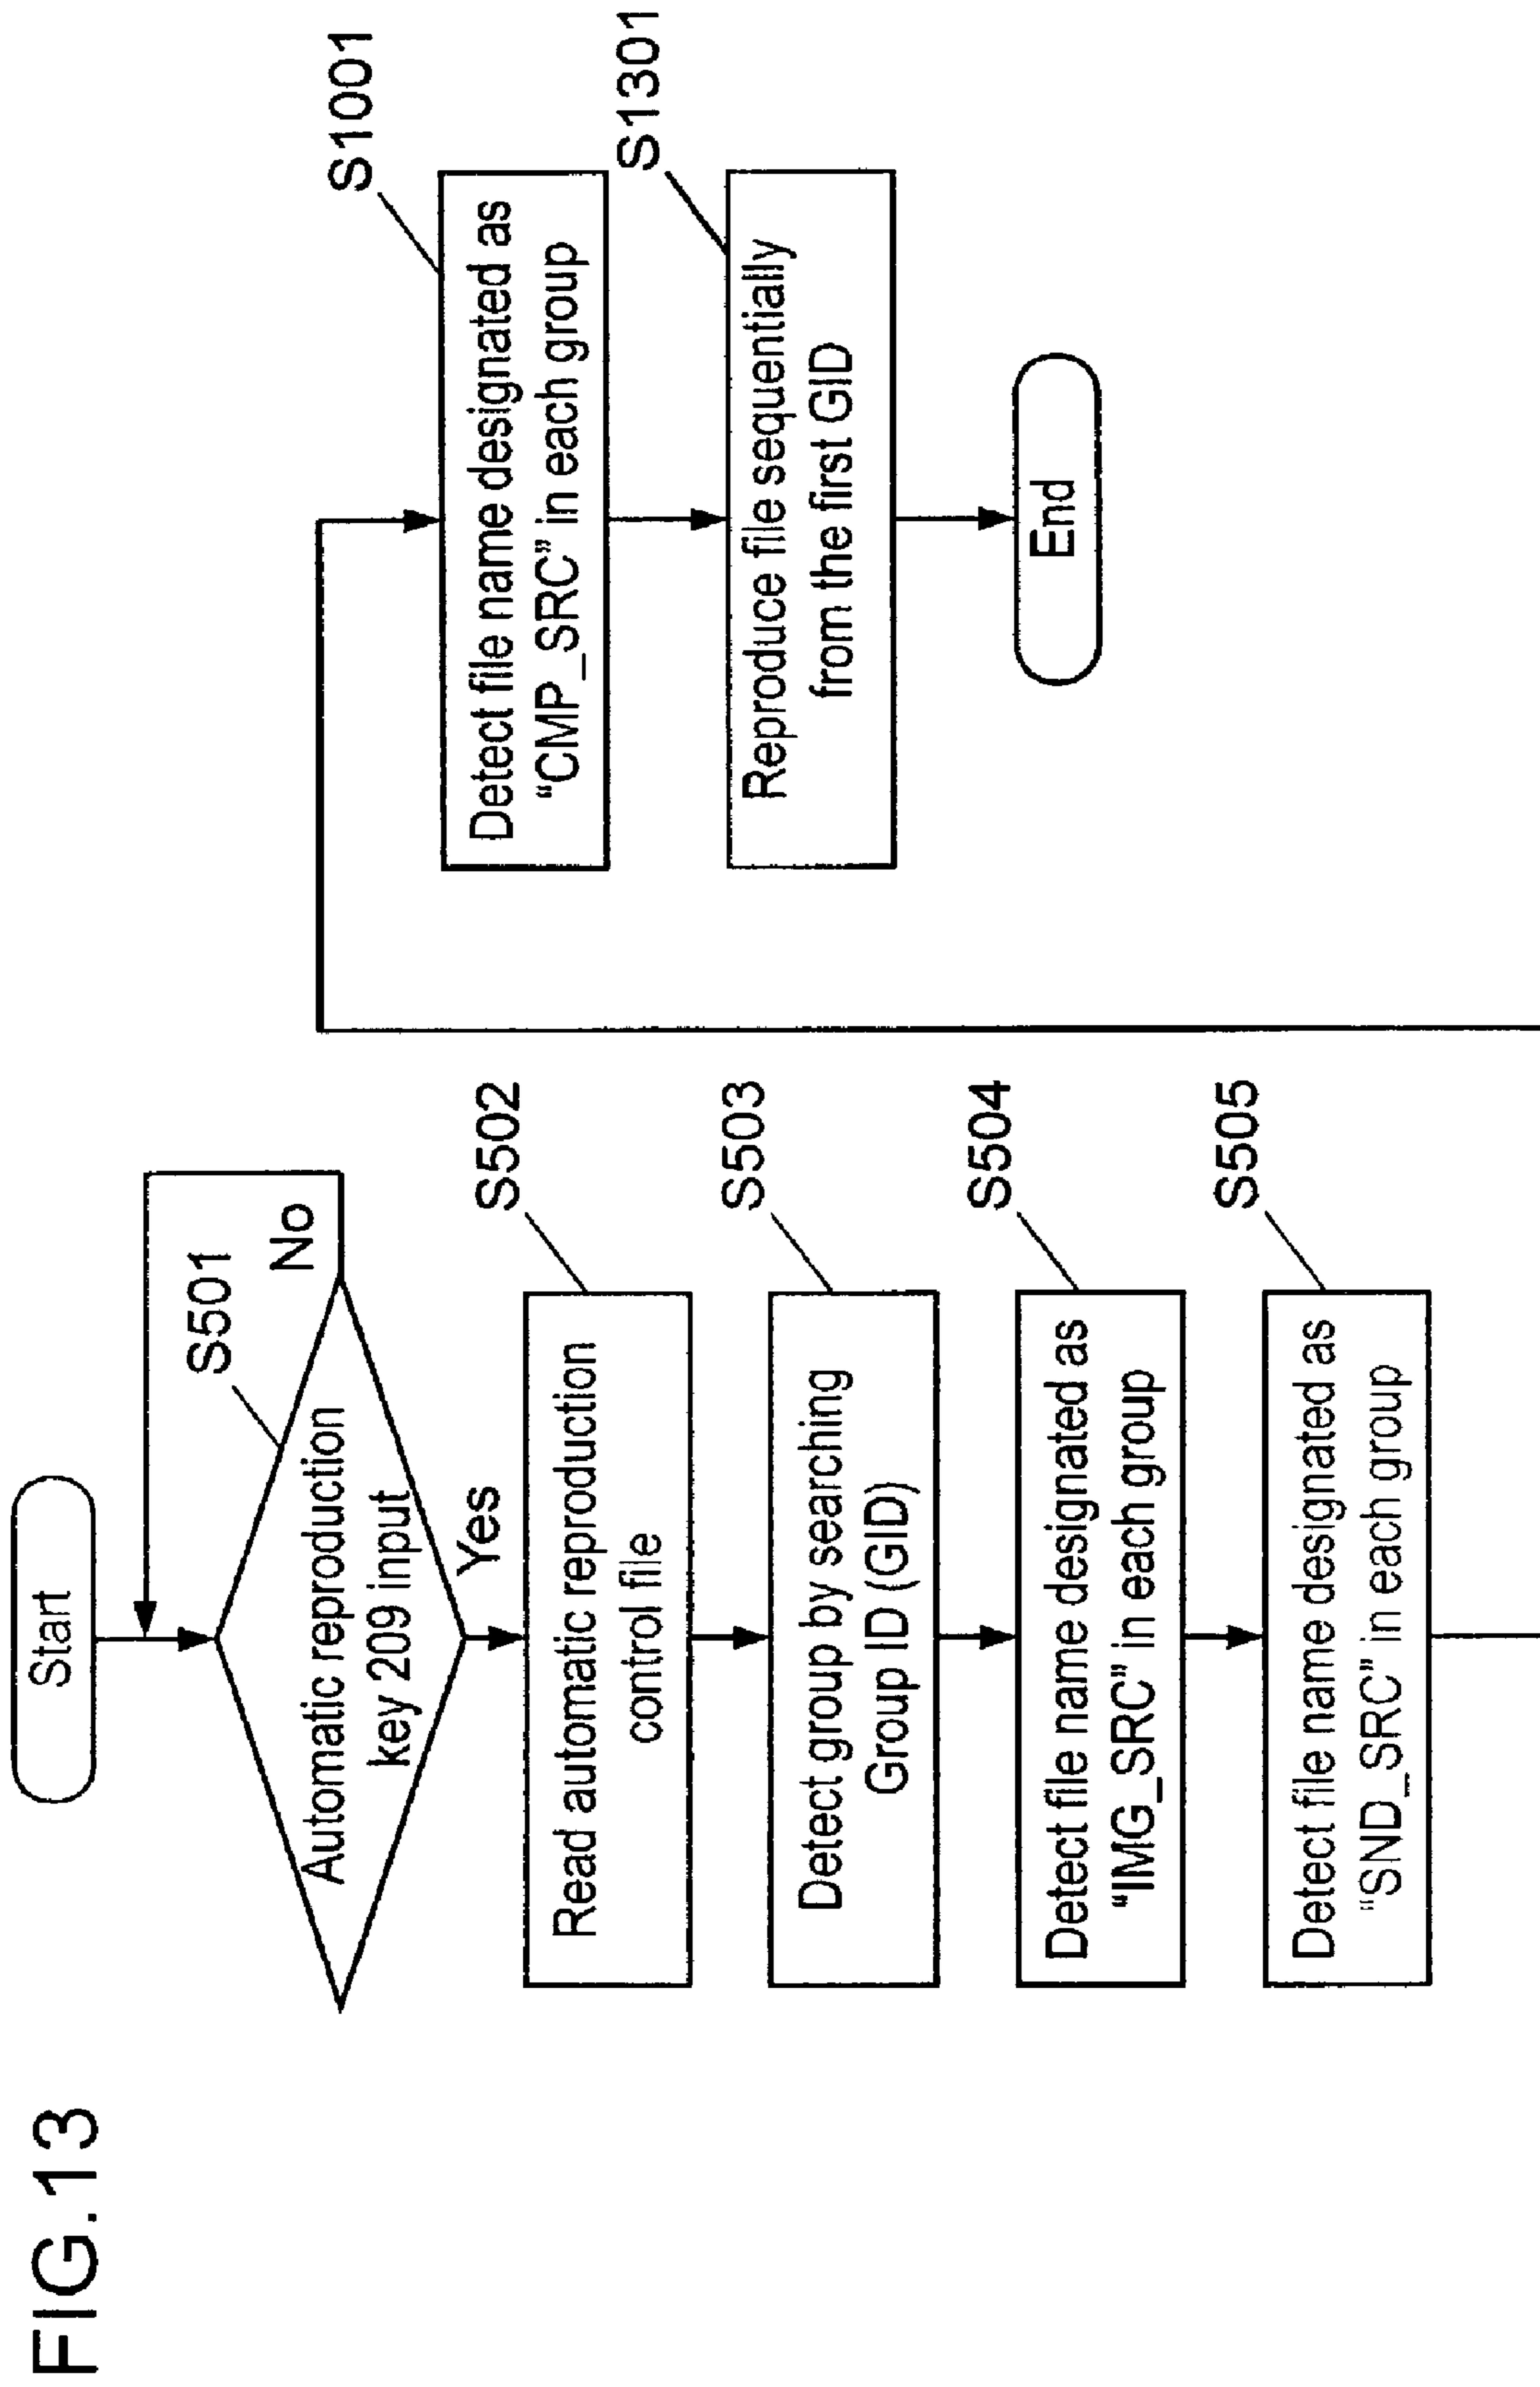 FIG.13
Start
S501
Automatic reproduction
key 209 input
No
Yes
S502
Read automatic reproduction
control file
S503
Detect group by searching
Group ID (GID)
S504
Detect file name designated as
“IMG_SRC” in each group
S505
Detect file name designated as
“SND_SRC” in each group
S1001
Detect file name designated as
“CMP_SRC” in each group
S1301
Reproduce file sequentially
from the first GID
End